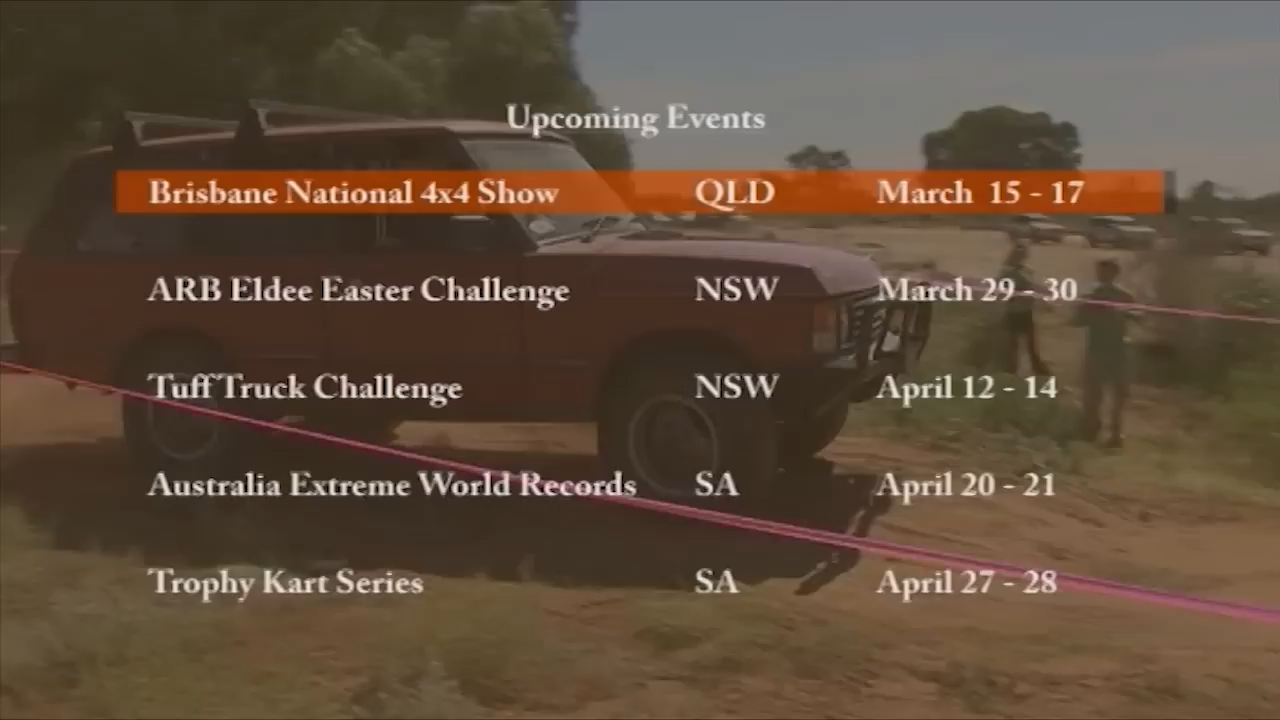 Upcoming Events
Brisbane National 4x4 Show QLD March 15 - 17
ARB Eldee Easter Challenge NSW March 29 - 30
Tuff Truck Challenge NSW April 12 - 14
Australia Extreme World Records SA April 20 - 21
Trophy Kart Series SA April 27 - 28